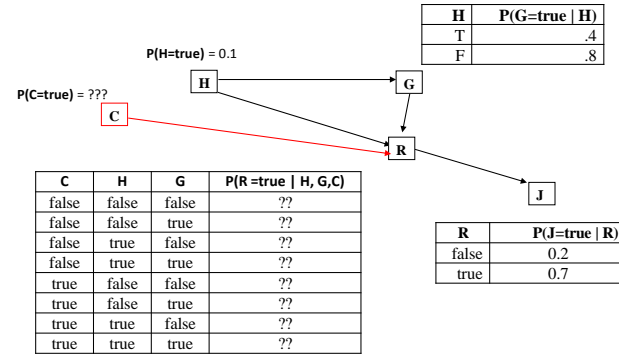 H P(G=true | H)
T .4
F .8
P(H=true) = 0.1
H
G
P(C=true) = ???
C
R
J
C H G P(R =true | H, G,C)
false false false ??
false false true ??
false true false ??
false true true ??
true false false ??
true false true ??
true true false ??
true true true ??
R P(J=true | R)
false 0.2
true 0.7